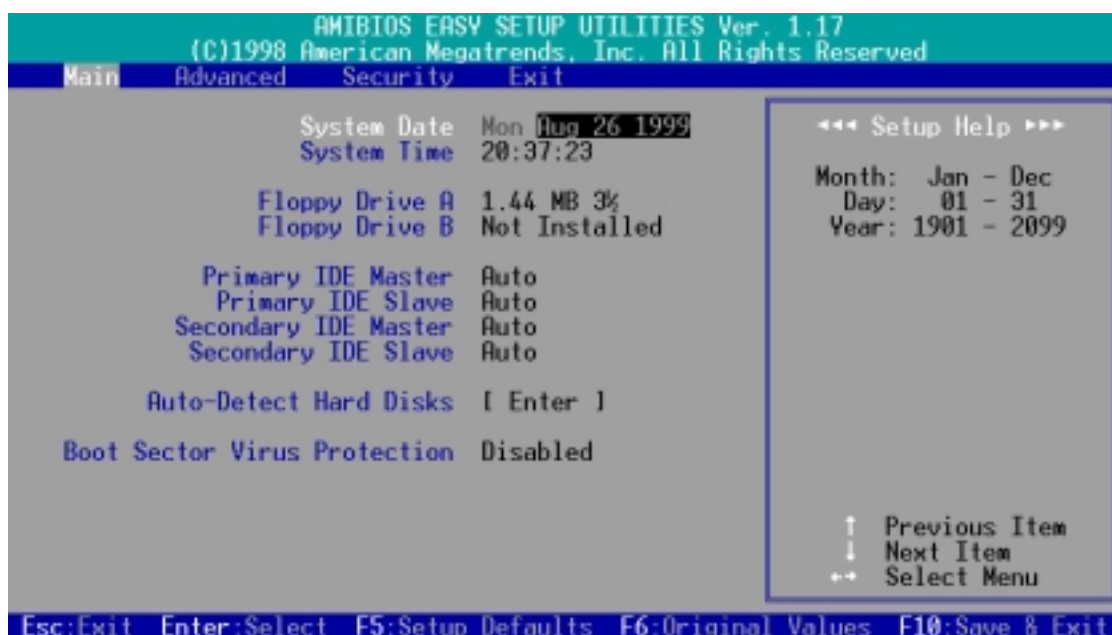 AMIBIOS EASY SETUP UTILITIES Ver. 1.17
(C)1998 American Megatrends, Inc. All Rights Reserved
Main Advanced Security Exit
System Date Mon Aug 26 1999
System Time 20:37:23
Floppy Drive A 1.44 MB 3½
Floppy Drive B Not Installed
Primary IDE Master Auto
Primary IDE Slave Auto
Secondary IDE Master Auto
Secondary IDE Slave Auto
Auto-Detect Hard Disks [ Enter ]
Boot Sector Virus Protection Disabled
◄◄◄ Setup Help ►►►
Month: Jan - Dec
Day: 01 - 31
Year: 1901 - 2099
↑ Previous Item
↓ Next Item
←→ Select Menu
Esc:Exit Enter:Select F5:Setup Defaults F6:Original Values F10:Save & Exit